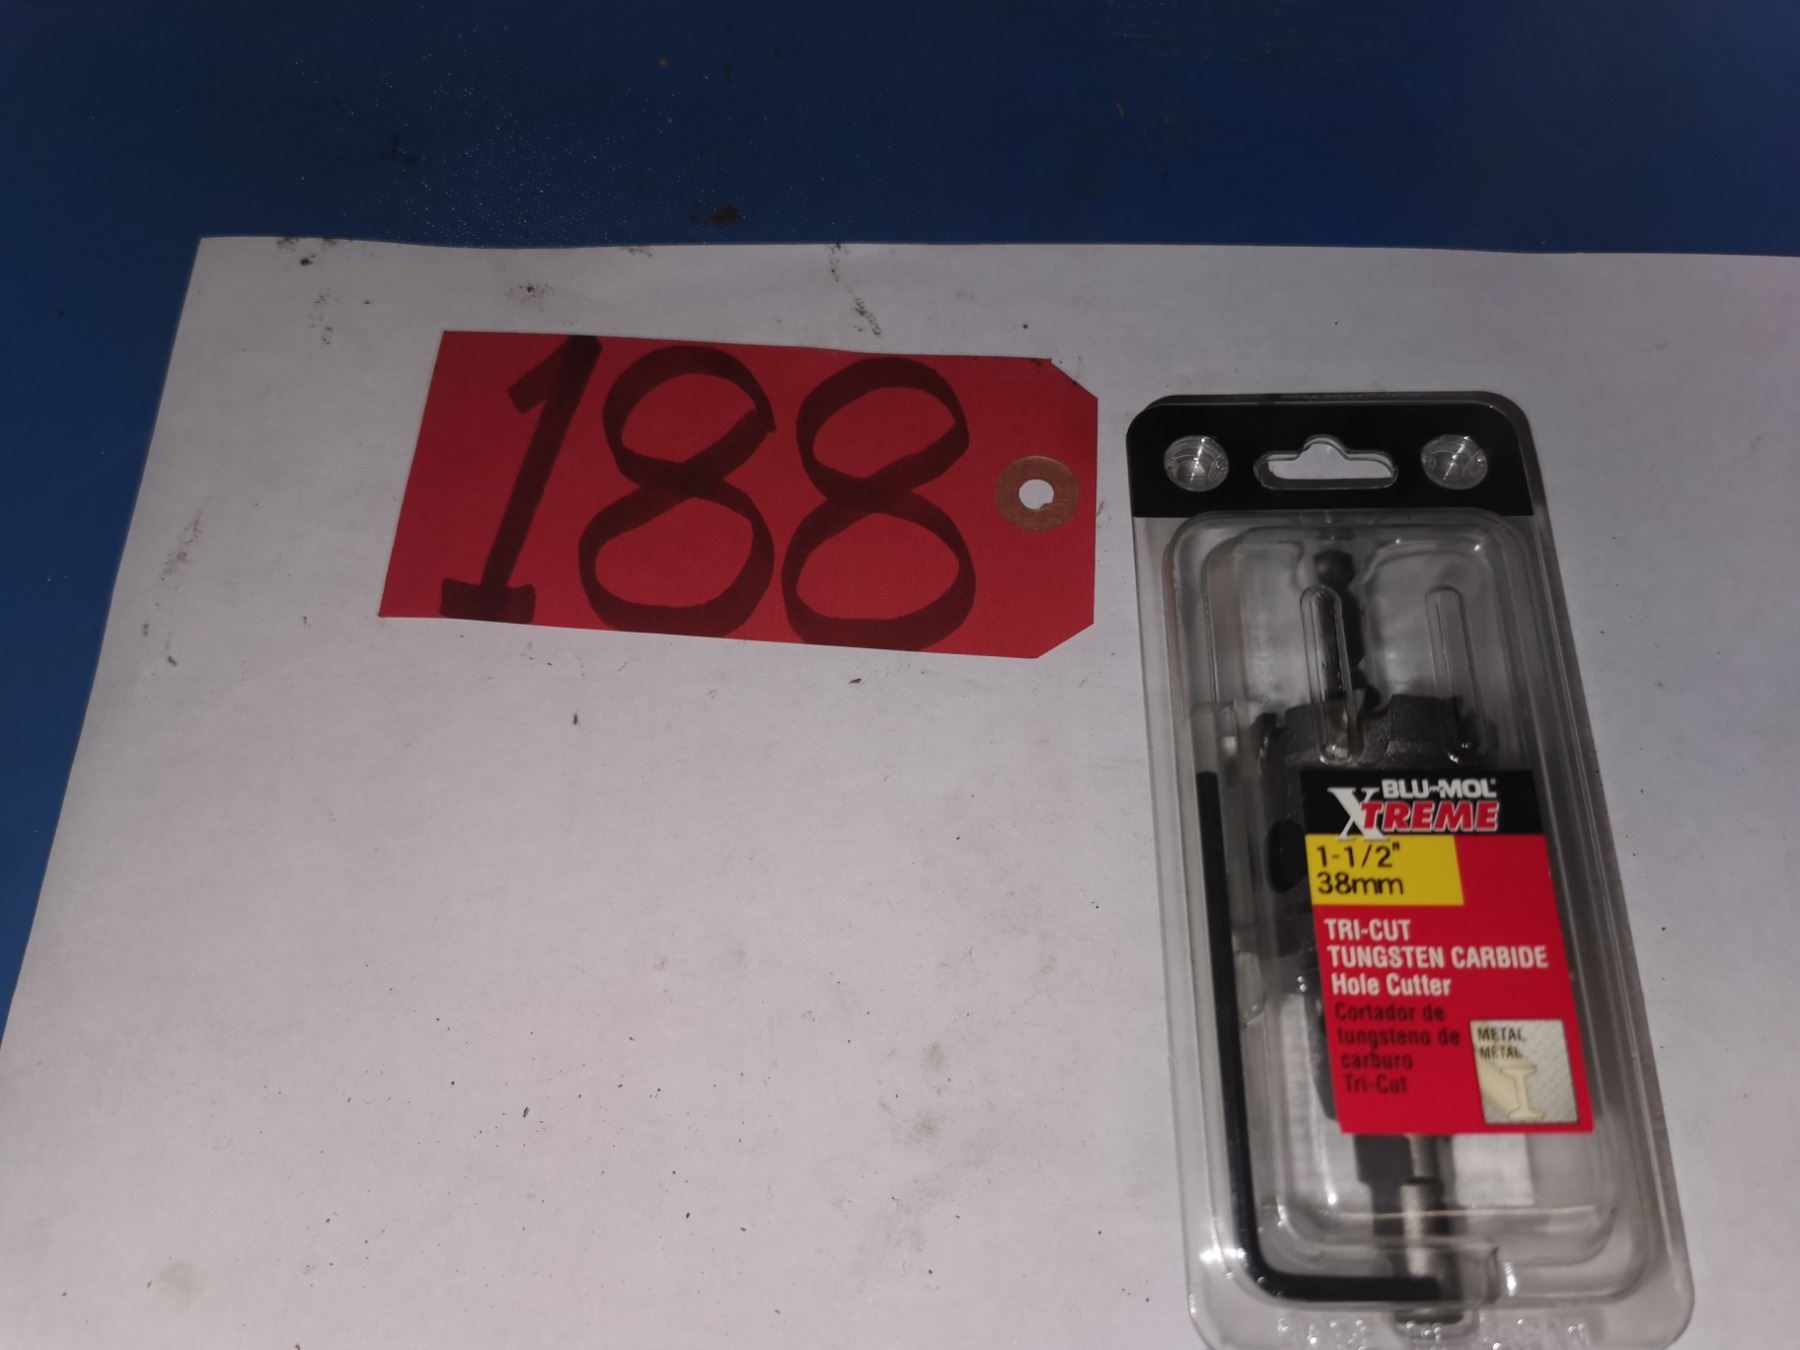 188
BLU-MOL®
XTREME
1-1/2"
38mm
TRI-CUT
TUNGSTEN CARBIDE
Hole Cutter
Cortador de
tungsteno de
carburo
Tri-Cut
METAL
METAL
MADE